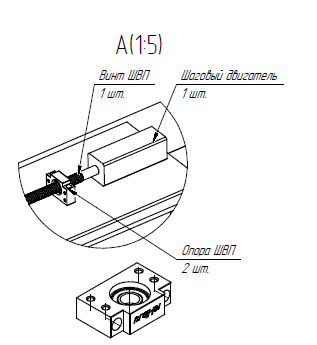 А(1:5)
Винт ШВП
1 шт.
Шаговый двигатель
1 шт.
Опора ШВП
2 шт.